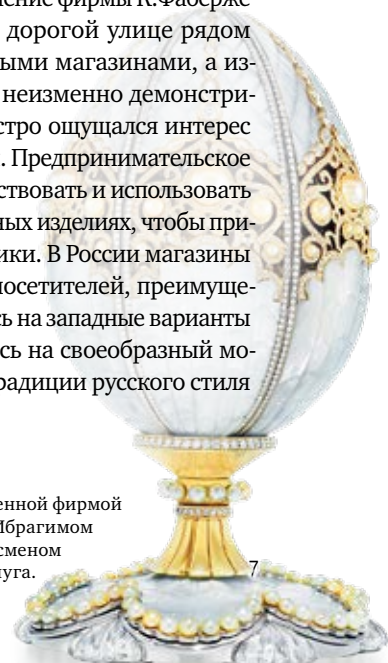 ение фирмы К.Фаберже
дорогой улице рядом
ыми магазинами, а из-
неизменно демонстри-
стро ощущался интерес
. Предпринимательское
ствовать и использовать
ных изделиях, чтобы при-
ики. В России магазины
посетителей, преимуще-
сь на западные варианты
сь на своеобразный мо-
радиции русского стиля
енной фирмой
Ибрагимом
сменом
уга.
7